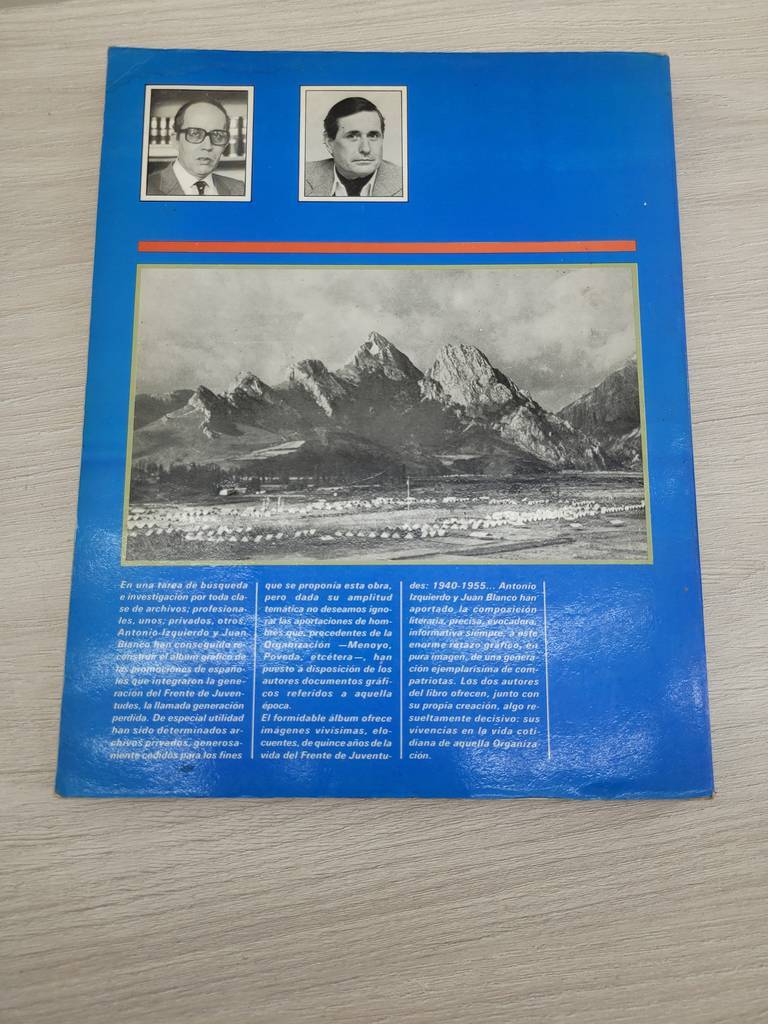 En una tarea de búsqueda
e investigación por toda cla-
se de archivos; profesiona-
les, unos; privados, otros,
Antonio Izquierdo y Juan
Blanco han conseguido re-
construir el álbum gráfico de
las promociones de españo-
les que integraron la gene-
ración del Frente de Juven-
tudes, la llamada generación
perdida. De especial utilidad
han sido determinados ar-
chivos privados, generosa-
mente cedidos para los fines
que se proponía esta obra,
pero dada su amplitud
temática no deseamos igno-
rar las aportaciones de hom-
bres que, precedentes de la
Organización —Menoyo,
Poveda, etcétera—, han
puesto a disposición de los
autores documentos gráfi-
cos referidos a aquella
época.
El formidable álbum ofrece
imágenes vivísimas, elo-
cuentes, de quince años de la
vida del Frente de Juventu-
des: 1940-1955... Antonio
Izquierdo y Juan Blanco han
aportado la composición
literaria, precisa, evocadora,
informativa siempre, a este
enorme retazo gráfico, en
pura imagen, de una genera-
ción ejemplarísima de com-
patriotas. Los dos autores
del libro ofrecen, junto con
su propia creación, algo re-
sueltamente decisivo: sus
vivencias en la vida coti
diana de aquella Organiza
ción.